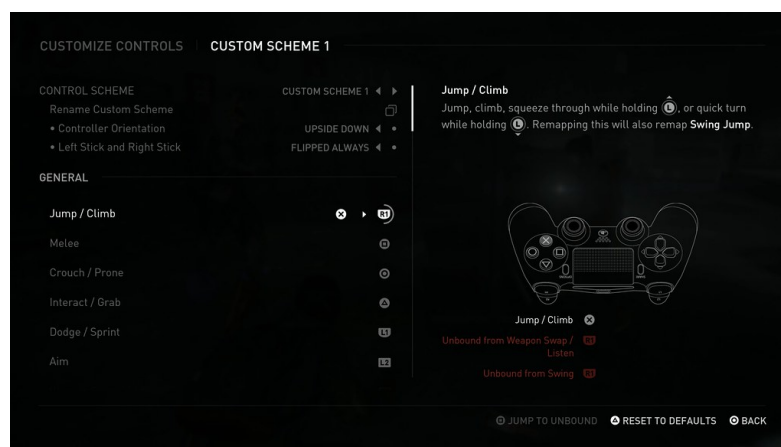 CUSTOMIZE CONTROLS CUSTOM SCHEME 1
CONTROL SCHEME CUSTOM SCHEME 1
Rename Custom Scheme
• Controller Orientation UPSIDE DOWN
• Left Stick and Right Stick FLIPPED ALWAYS
GENERAL
Jump / Climb R1
Melee
Crouch / Prone
Interact / Grab
Dodge / Sprint L1
Aim L2
Jump / Climb
Jump, climb, squeeze through while holding L, or quick turn
while holding L. Remapping this will also remap Swing Jump.
Jump / Climb
Unbound from Weapon Swap / R1
Listen
Unbound from Swing R1
JUMP TO UNBOUND RESET TO DEFAULTS BACK